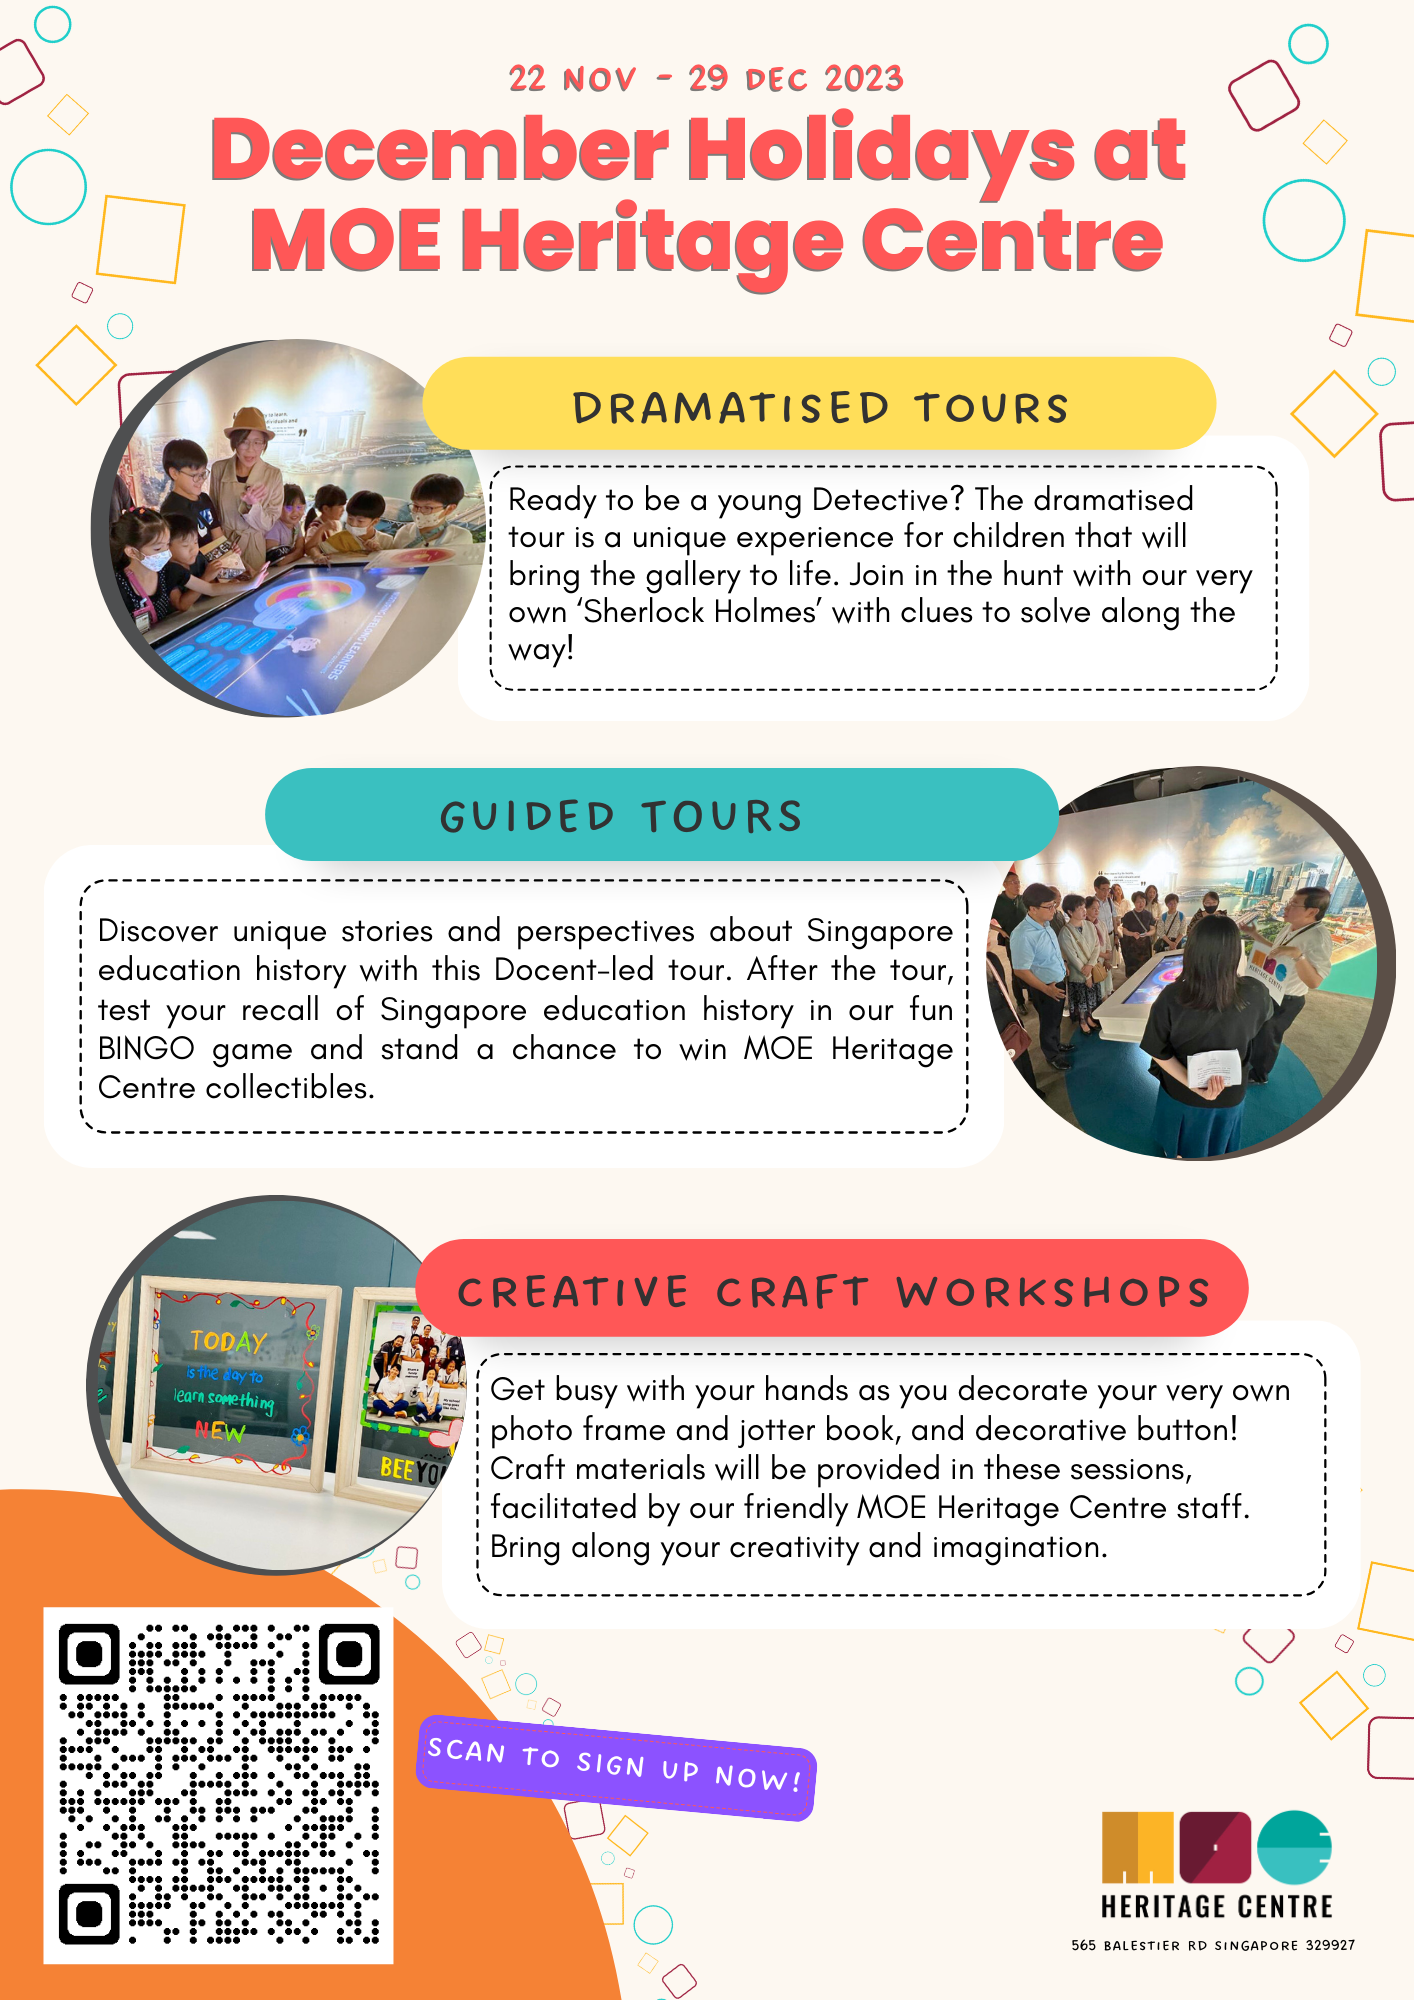 22 NOV - 29 DEC 2023
December Holidays at
MOE Heritage Centre
DRAMATISED TOURS
Ready to be a young Detective? The dramatised
tour is a unique experience for children that will
bring the gallery to life. Join in the hunt with our very
own ‘Sherlock Holmes’ with clues to solve along the
way!
GUIDED TOURS
Discover unique stories and perspectives about Singapore
education history with this Docent-led tour. After the tour,
test your recall of Singapore education history in our fun
BINGO game and stand a chance to win MOE Heritage
Centre collectibles.
CREATIVE CRAFT WORKSHOPS
TODAY
is the day to
learn something
NEW
BEE
Get busy with your hands as you decorate your very own
photo frame and jotter book, and decorative button!
Craft materials will be provided in these sessions,
facilitated by our friendly MOE Heritage Centre staff.
Bring along your creativity and imagination.
SCAN TO SIGN UP NOW!
MOE
HERITAGE CENTRE
565 BALESTIER RD SINGAPORE 329927